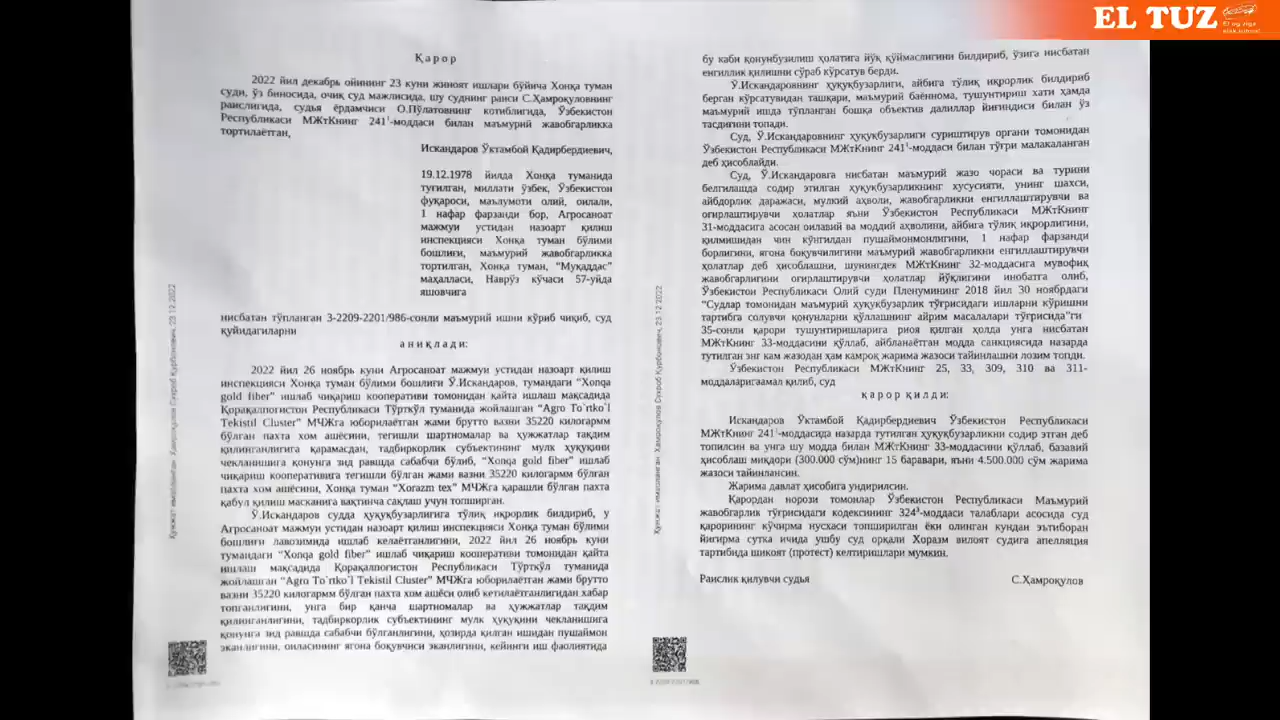 EL TUZ
Қарор
2022 йил декабрь ойининг 23 куни жиноят ишлари бўйича Хонқа туман
суди, ўз биносида, очиқ суд мажлисида, шу суднинг раиси С.Ҳамроқуловнинг
раислигида, судья ёрдамчиси О.Пўлатовнинг котиблигида, Ўзбекистон
Республикаси МЖтКнинг 241¹-моддаси билан маъмурий жавобгарликка
тортилаётган,
Искандаров Ўктамбой Қадирбердиевич,
19.12.1978 йилда Хонқа туманида
туғилган, миллати ўзбек, Ўзбекистон
фуқароси, маълумоти олий, оилали,
1 нафар фарзанди бор, Агросаноат
мажмуи устидан назоарт қилиш
инспекцияси Хонқа туман бўлими
бошлиғи, маъмурий жавобгарликка
тортилган, Хонқа туман, “Муқаддас”
маҳалласи, Наврўз кўчаси 57-уйда
яшовчига
нисбатан тўпланган 3-2209-2201/986-сонли маъмурий ишни кўриб чиқиб, суд
қуйидагиларни
аниқлади:
2022 йил 26 ноябрь куни Агросаноат мажмуи устидан назоарт қилиш
инспекцияси Хонқа туман бўлими бошлиғи Ў.Искандаров, тумандаги “Xonqa
gold fiber” ишлаб чиқариш кооперативи томонидан қайта ишлаш мақсадида
Қорақалпоғистон Республикаси Тўрткўл туманида жойлашган “Agro To`rtko`l
Tekistil Cluster” МЧЖга юборилаётган жами брутто вазни 35220 килогармм
бўлган пахта хом ашёсини, тегишли шартномалар ва ҳужжатлар тақдим
қилинганлигига қарамасдан, тадбиркорлик субъектининг мулк ҳуқуқини
чекланишига қонунга зид равшда сабабчи бўлиб, “Xonqa gold fiber” ишлаб
чиқариш кооперативига тегишли бўлган жами вазни 35220 килогармм бўлган
пахта хом ашёсини, Хонқа туман “Xorazm tex” МЧЖга қарашли бўлган пахта
қабул қилиш масканига вақтинча сақлаш учун топширган.
Ў.Искандаров судда ҳуқуқбузарлигига тўлиқ иқрорлик билдириб, у
Агросаноат мажмуи устидан назоарт қилиш инспекцияси Хонқа туман бўлими
бошлиғи лавозимида ишлаб келаётганлигини, 2022 йил 26 ноябрь куни
тумандаги “Xonqa gold fiber” ишлаб чиқариш кооперативи томонидан қайта
ишлаш мақсадида Қорақалпоғистон Республикаси Тўрткўл туманида
жойлашган “Agro To`rtko`l Tekistil Cluster” МЧЖга юборилаётган жами брутто
вазни 35220 килогармм бўлган пахта хом ашёси олиб кетилаётганлигидан хабар
топганлигини, унга бир қанча шартномалар ва ҳужжатлар тақдим
қилинганлигини, тадбиркорлик субъектининг мулк ҳуқуқини чекланишига
қонунга зид равшда сабабчи бўлганлигини, ҳозирда қилган ишидан пушаймон
эканлигини, оиласининг ягона боқувчиси эканлигини, кейинги иш фаолиятида
бу каби қонунбузилиш ҳолатига йўқ қўймаслигини билдириб, ўзига нисбатан
енгиллик қилишни сўраб кўрсатув берди.
Ў.Искандаровнинг ҳуқуқбузарлиги, айбига тўлиқ иқрорлик билдириб
берган кўрсатувидан ташқари, маъмурий баённома, тушунтириш хати ҳамда
маъмурий ишда тўпланган бошқа объектив далиллар йиғиндиси билан ўз
тасдиғини топади.
Суд, Ў.Искандаровнинг ҳуқуқбузарлиги суриштирув органи томонидан
Ўзбекистон Республикаси МЖтКнинг 241¹-моддаси билан тўғри малакаланган
деб ҳисоблайди.
Суд, Ў.Искандаровга нисбатан маъмурий жазо чораси ва турини
белгилашда содир этилган ҳуқуқбузарликнинг хусусияти, унинг шахси,
айбдорлик даражаси, мулкий аҳволи, жавобгарликни енгиллаштирувчи ва
оғирлаштирувчи ҳолатлар яъни Ўзбекистон Республикаси МЖтКнинг
31-моддасига асосан оилавий ва моддий аҳволини, айбига тўлиқ иқрорлигини,
қилмишидан чин кўнгилдан пушаймонмонлигини, 1 нафар фарзанди
борлигини, ягона боқувчилигини маъмурий жавобгарликни енгиллаштирувчи
ҳолатлар деб ҳисоблашни, шунингдек МЖтКнинг 32-моддасига мувофиқ
жавобгарлигини оғирлаштирувчи ҳолатлар йўқлигини инобатга олиб,
Ўзбекистон Республикаси Олий суди Пленумининг 2018 йил 30 ноябрдаги
“Судлар томонидан маъмурий ҳуқуқбузарлик тўғрисидаги ишларни кўришни
тартибга солувчи қонунларни қўллашнинг айрим масалалари тўғрисида”ги
35-сонли қарори тушунтиришларига риоя қилган ҳолда унга нисбатан
МЖтКнинг 33-моддасини қўллаб, айбланаётган модда санкциясида назарда
тутилган энг кам жазодан ҳам камроқ жарима жазоси тайинлашни лозим топди.
Ўзбекистон Республикаси МЖтКнинг 25, 33, 309, 310 ва 311-
моддаларигаамал қилиб, суд
қарор қилди:
Искандаров Ўктамбой Қадирбердиевич Ўзбекистон Республикаси
МЖтКнинг 241¹-моддасида назарда тутилган ҳуқуқбузарликни содир этган деб
топилсин ва унга шу модда билан МЖтКнинг 33-моддасини қўллаб, базавий
ҳисоблаш миқдори (300.000 сўм)нинг 15 баравари, яъни 4.500.000 сўм жарима
жазоси тайинлансин.
Жарима давлат ҳисобига ундирилсин.
Қарордан норози томонлар Ўзбекистон Республикаси Маъмурий
жавобгарлик тўғрисидаги кодексининг 324³-моддаси талаблари асосида суд
қарорининг кўчирма нусхаси топширилган ёки олинган кундан эътиборан
йигирма сутка ичида ушбу суд орқали Хоразм вилоят судига апелляция
тартибида шикоят (протест) келтиришлари мумкин.
Раислик қилувчи судья С.Ҳамроқулов